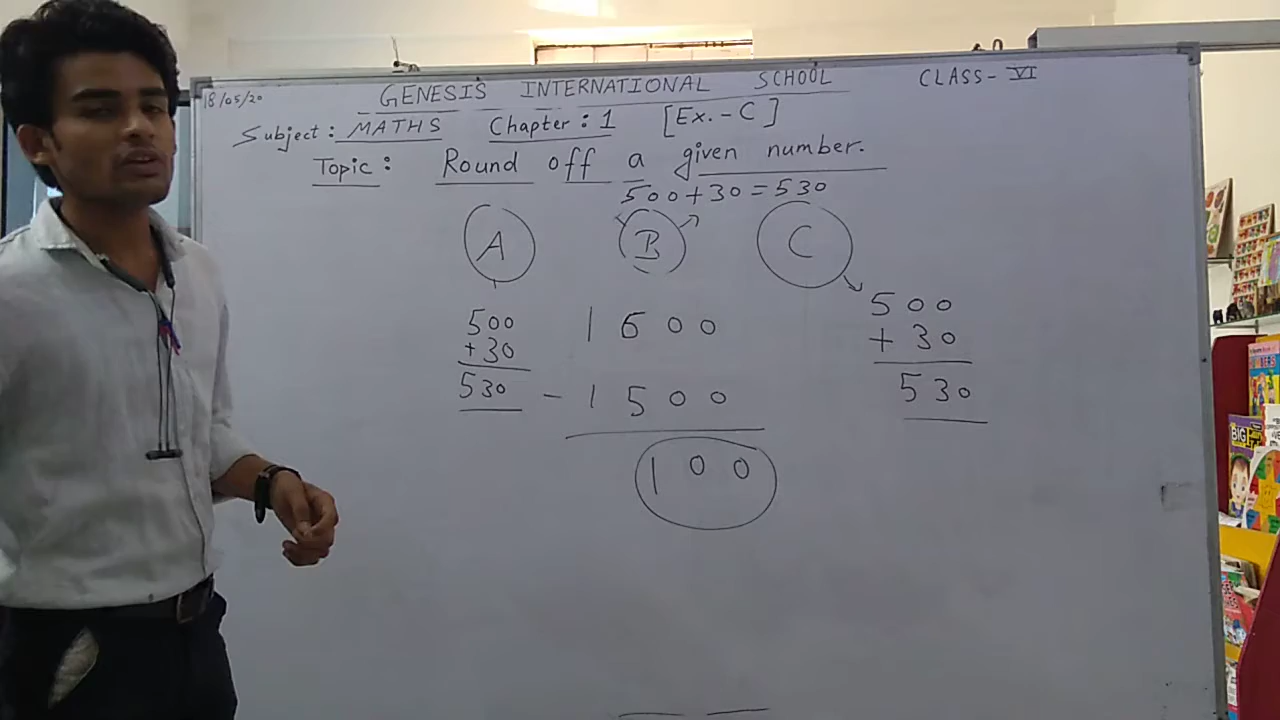 GENESIS INTERNATIONAL SCHOOL CLASS-VI
18/05/20
Subject: MATHS Chapter: 1 [Ex.-C]
Topic: Round off a given number.
500+30=530
A B C
500
+30
530
1600
-1500
100
500
+30
530
BIG